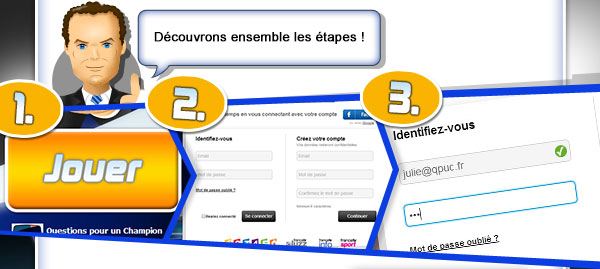 Découvrons ensemble les étapes !
1.
Jouer
Questions pour un Champion
2.
temps en vous connectant avec votre compte
Identifiez-vous
Email
Mot de passe
Mot de passe oublié ?
Restez connecté
Se connecter
Créez votre compte
Vos données restent confidentielles
Email
Mot de passe
Confirmez le mot de passe
Continuer
3.
Identifiez-vous
julie@qpuc.fr
•••
Mot de passe oublié ?